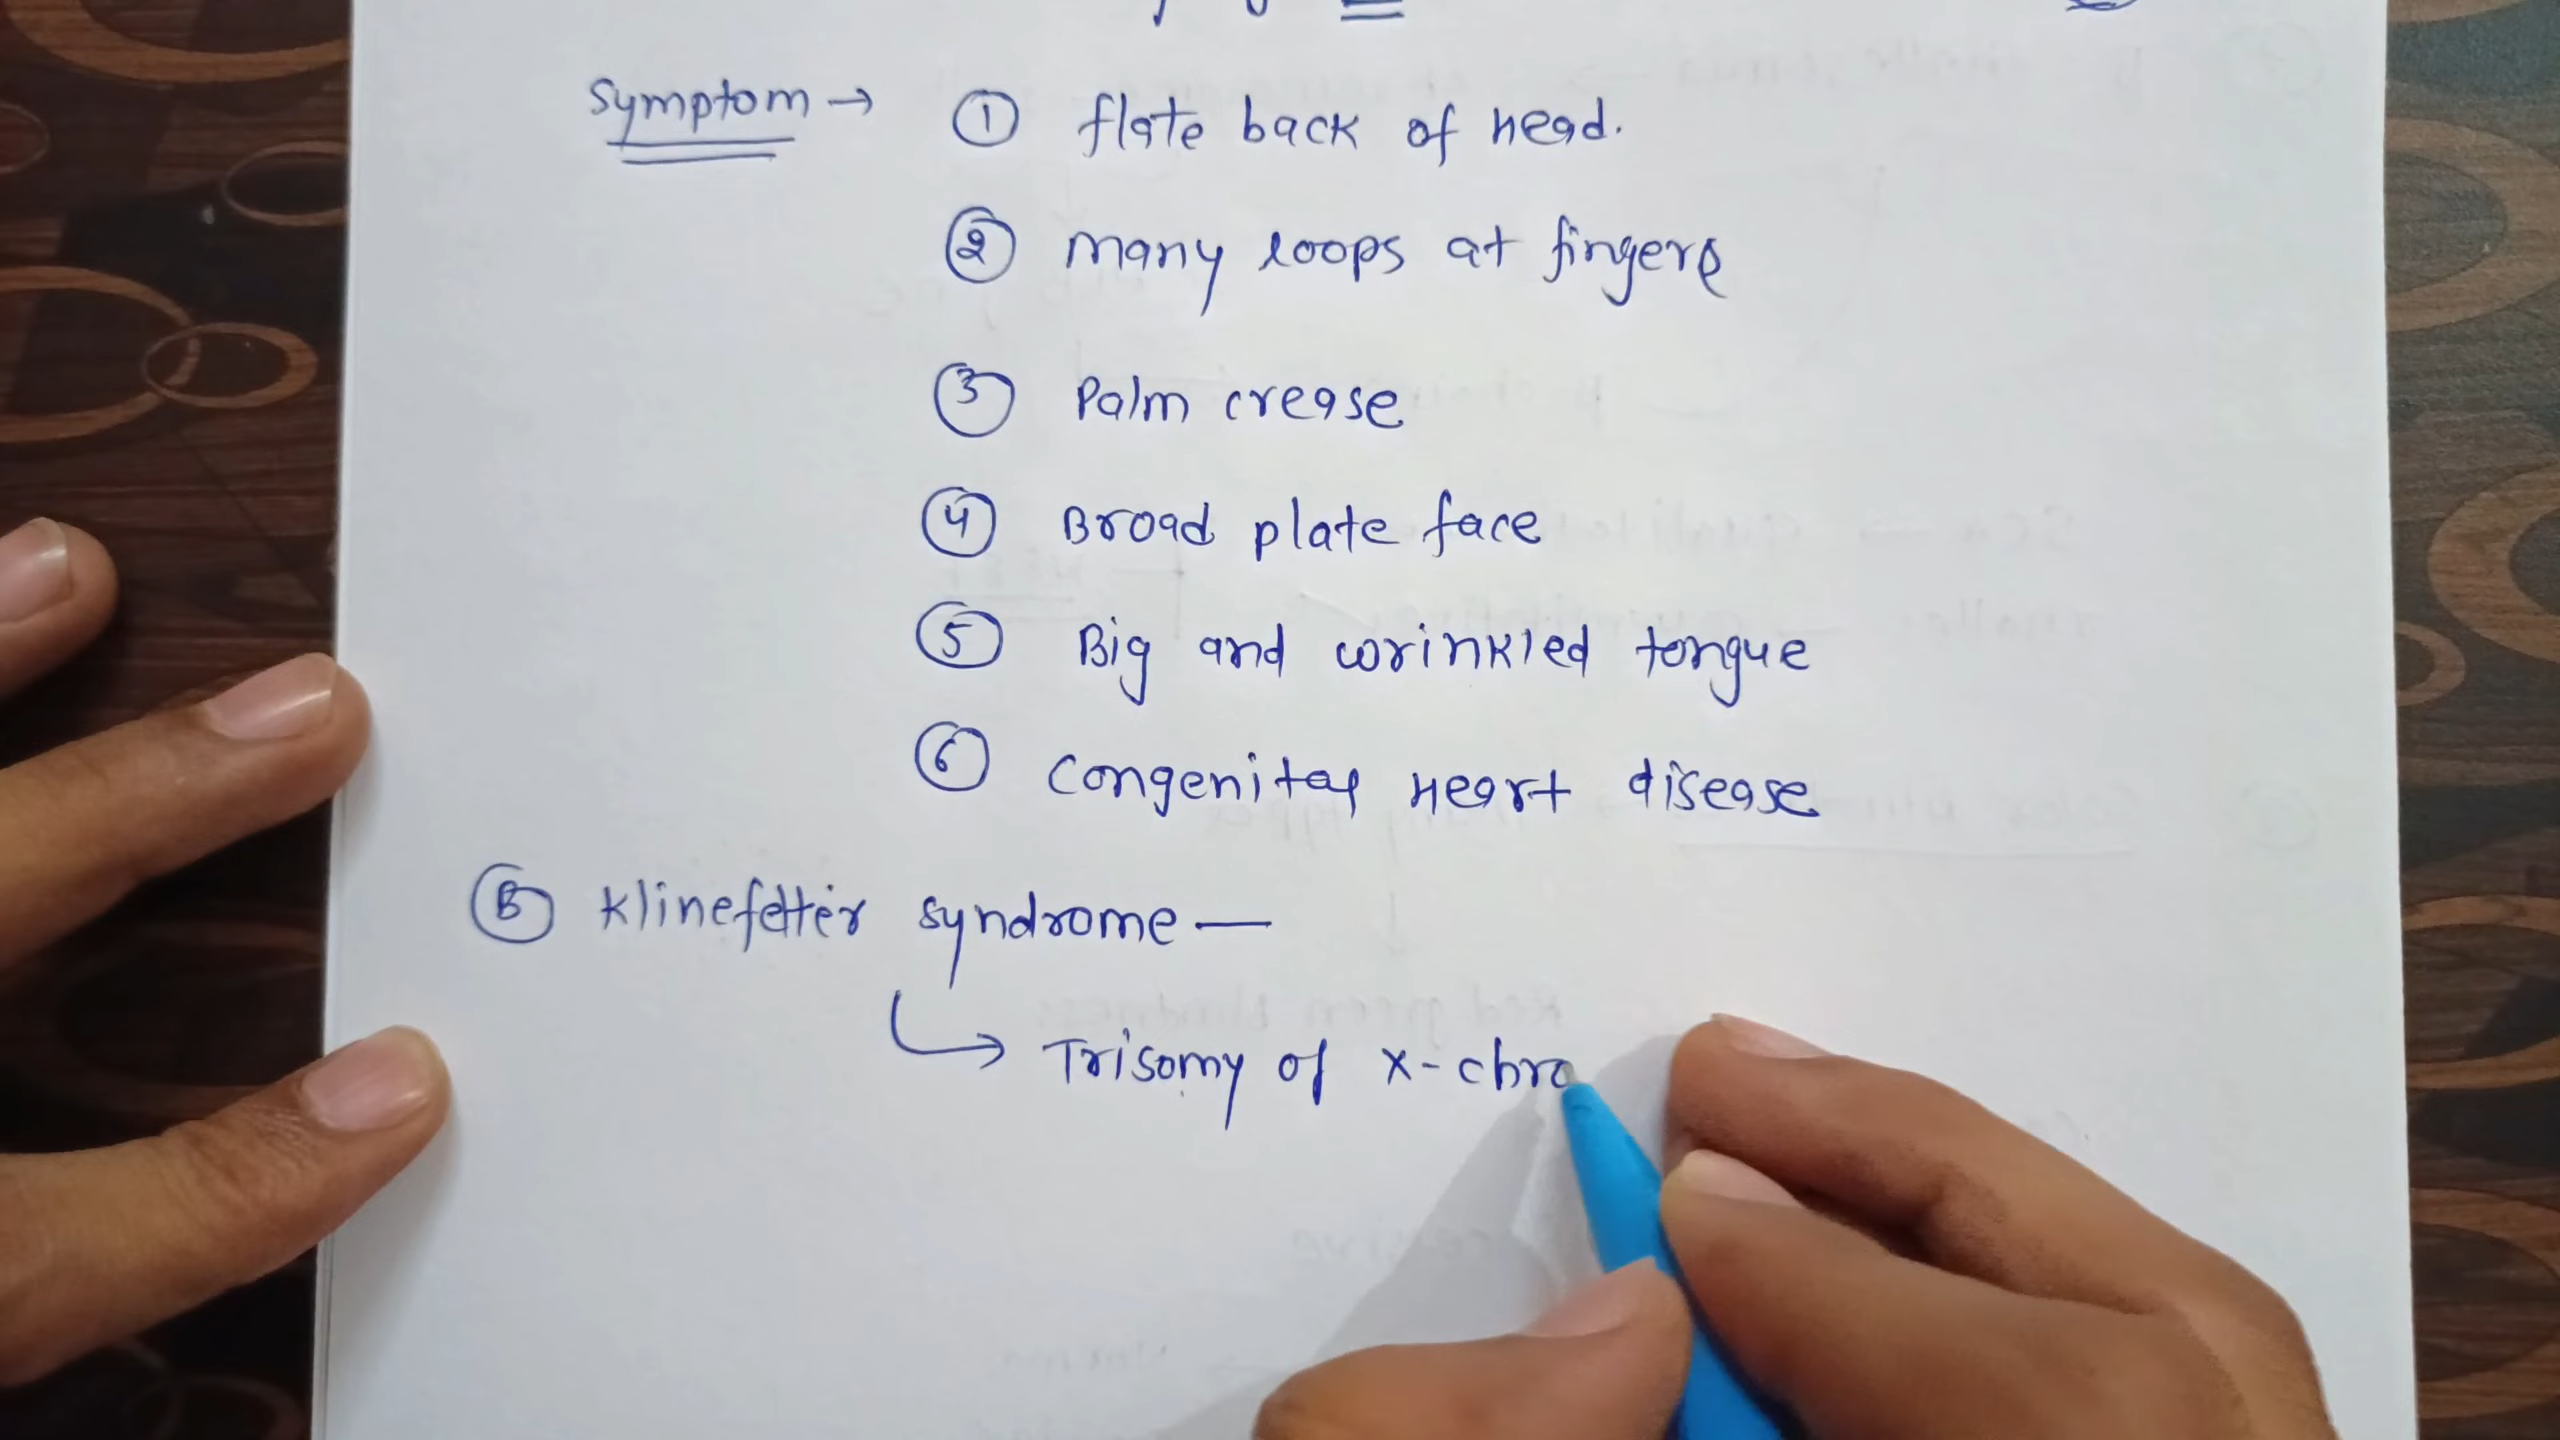 Symptom → ① flate back of head.
② Many loops at fingers
③ Palm crease
④ Broad plate face
⑤ Big and wrinkled tongue
⑥ Congenital Heart disease
Ⓑ Klinefelter syndrome —
↳ Trisomy of x-chro